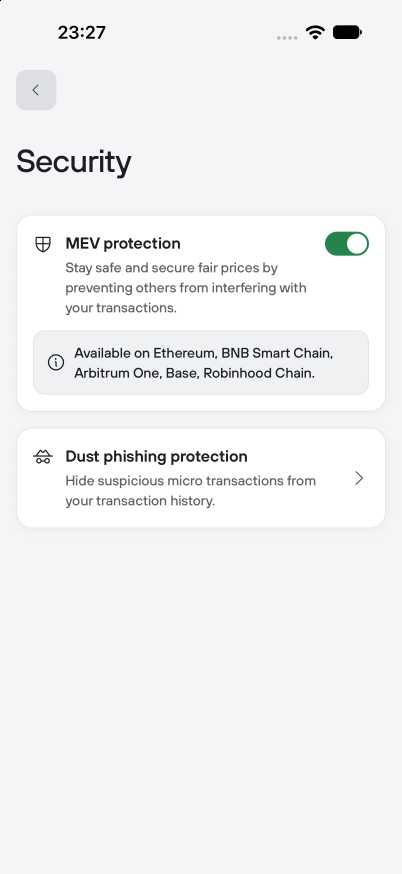 23:27
Security
MEV protection
Stay safe and secure fair prices by
preventing others from interfering with
your transactions.
Available on Ethereum, BNB Smart Chain,
Arbitrum One, Base, Robinhood Chain.
Dust phishing protection
Hide suspicious micro transactions from
your transaction history.